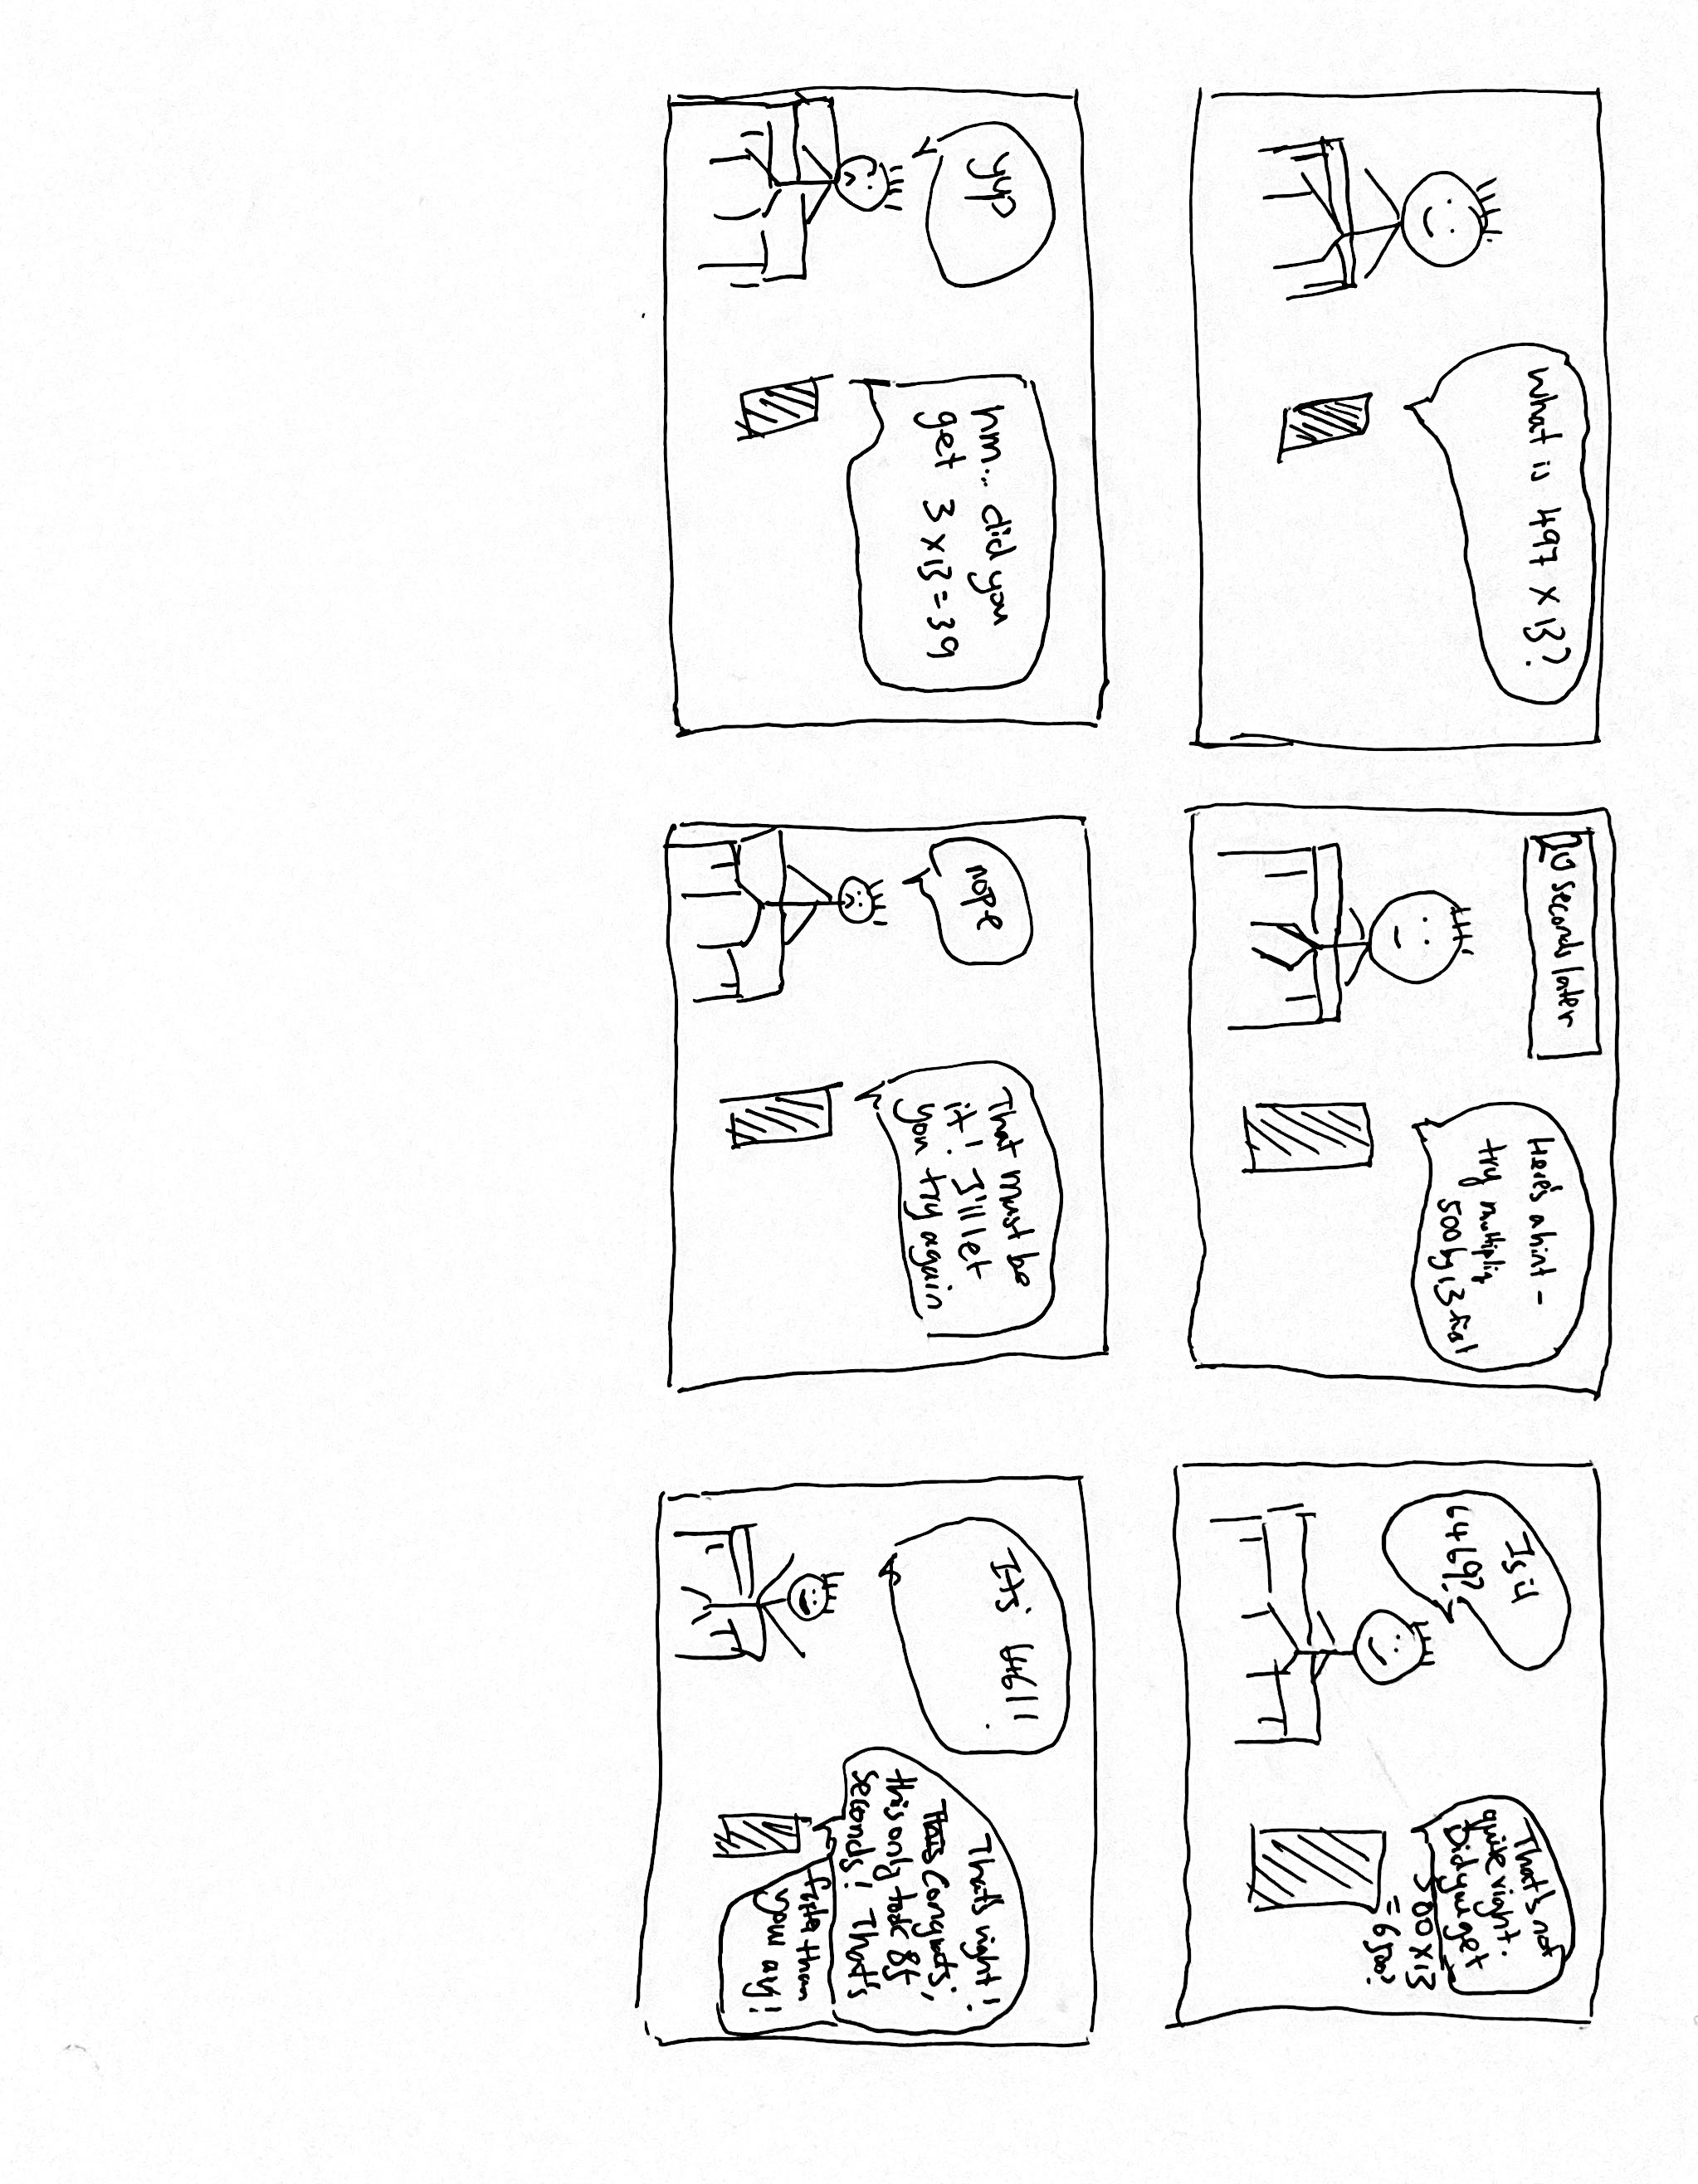 What is 497 x 13?
20 seconds later
Here's a hint -
try multiplying
500 by 13 first
Is it
6469?
That's not
quite right.
Did you get
500 x 13
= 6500?
yup
hm... did you
get 3 x 13 = 39
nope
That must be
it! I'll let
you try again
It's 6461!
That's right!
Congrats,
this only took 85
seconds! That's
faster than
your avg!